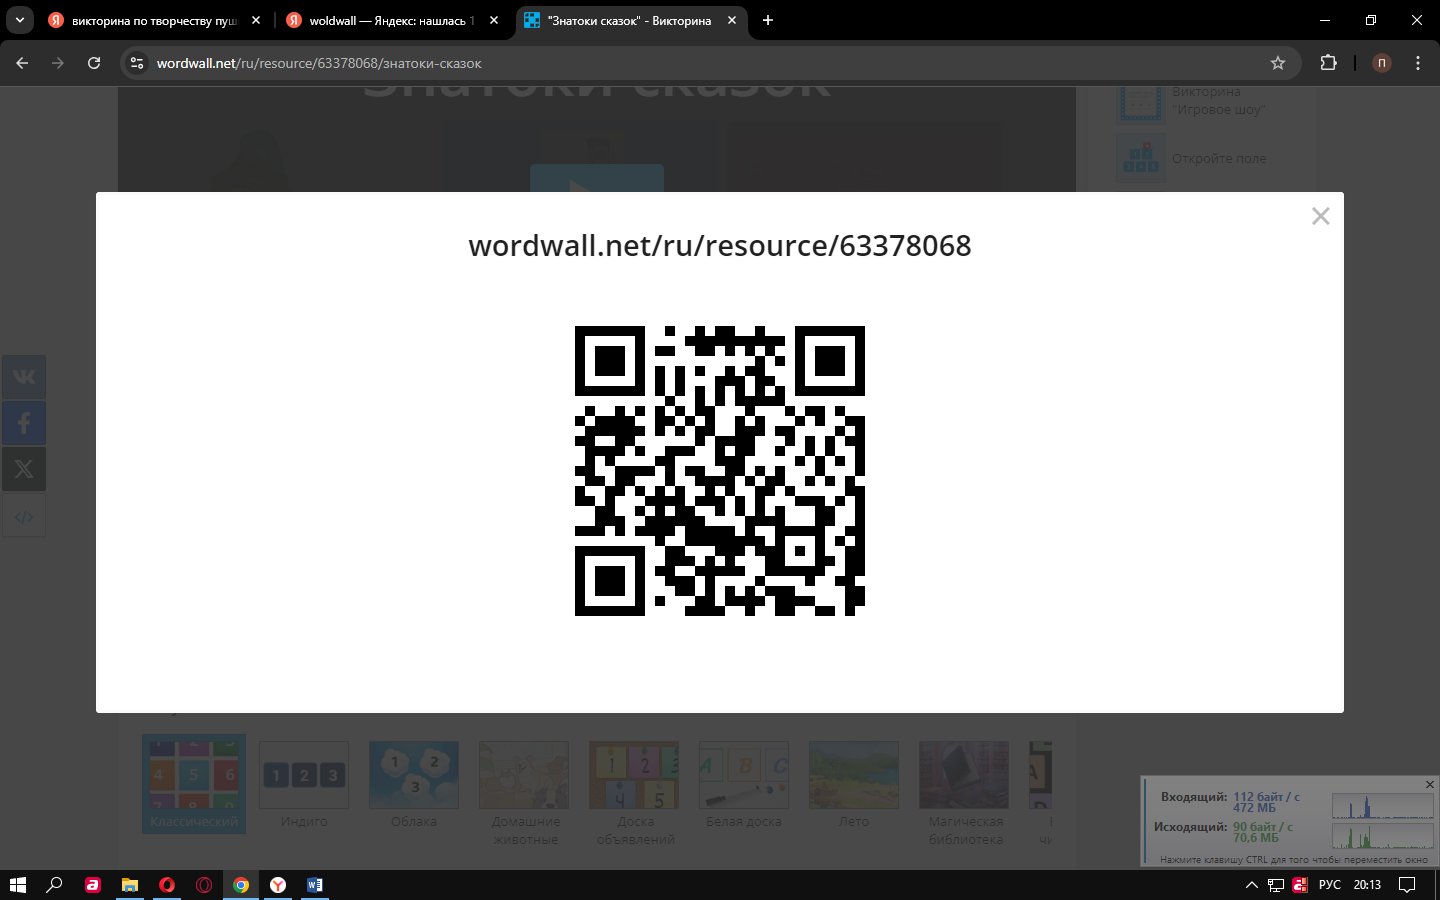 викторина по творчеству пуш
woldwall — Яндекс: нашлась 1
"Знатоки сказок" - Викторина
wordwall.net/ru/resource/63378068/знатоки-сказок
П
Знатоки сказок
Викторина
"Игровое шоу"
Откройте поле
wordwall.net/ru/resource/63378068
Классический
Индиго
Облака
Домашние
животные
Доска
объявлений
Белая доска
Лето
Магическая
библиотека
Входящий: 112 байт / с
472 МБ
Исходящий: 90 байт / с
70,6 МБ
Нажмите клавишу CTRL для того чтобы переместить окно
РУС 20:13